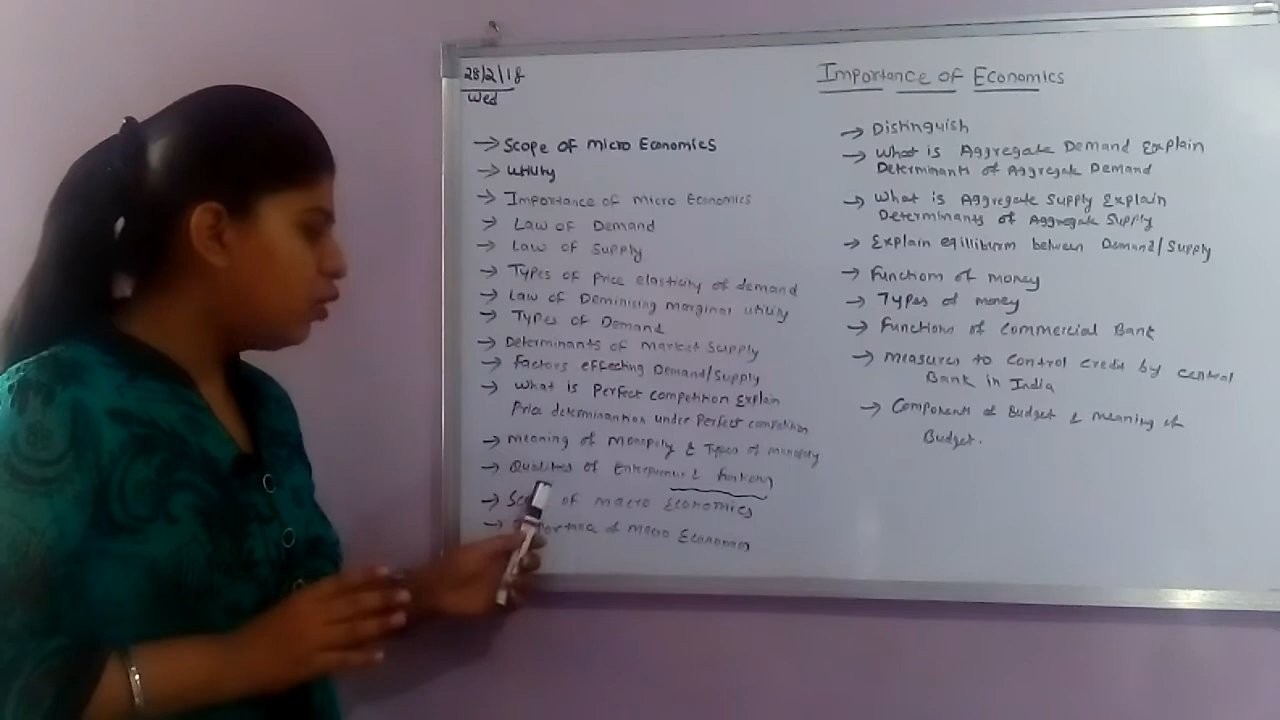 28/2/18
Wed
Importance of Economics
→ Scope of micro Economics
→ Utility
→ Importance of micro Economics
→ Law of Demand
→ Law of Supply
→ Types of Price elasticity of demand
→ Law of Deminising marginal utility
→ Types of Demand
→ Determinants of market Supply
→ Factors effecting Demand/Supply
→ What is Perfect competition Explain
Price determination under Perfect competition
→ meaning of monopoly & Types of monopoly
→ Qualities of &
→ of macro Economics
→ of macro Economics
→ Distinguish
→ What is Aggregate Demand Explain
Determinants of Aggregate Demand
→ What is Aggregate Supply Explain
Determinants of Aggregate Supply
→ Explain eqillibirm between Demand/Supply
→ Function of money
→ Types of money
→ Functions of Commercial Bank
→ measures to control credit by central
Bank in India
→ Components of Budget & meaning of
Budget.